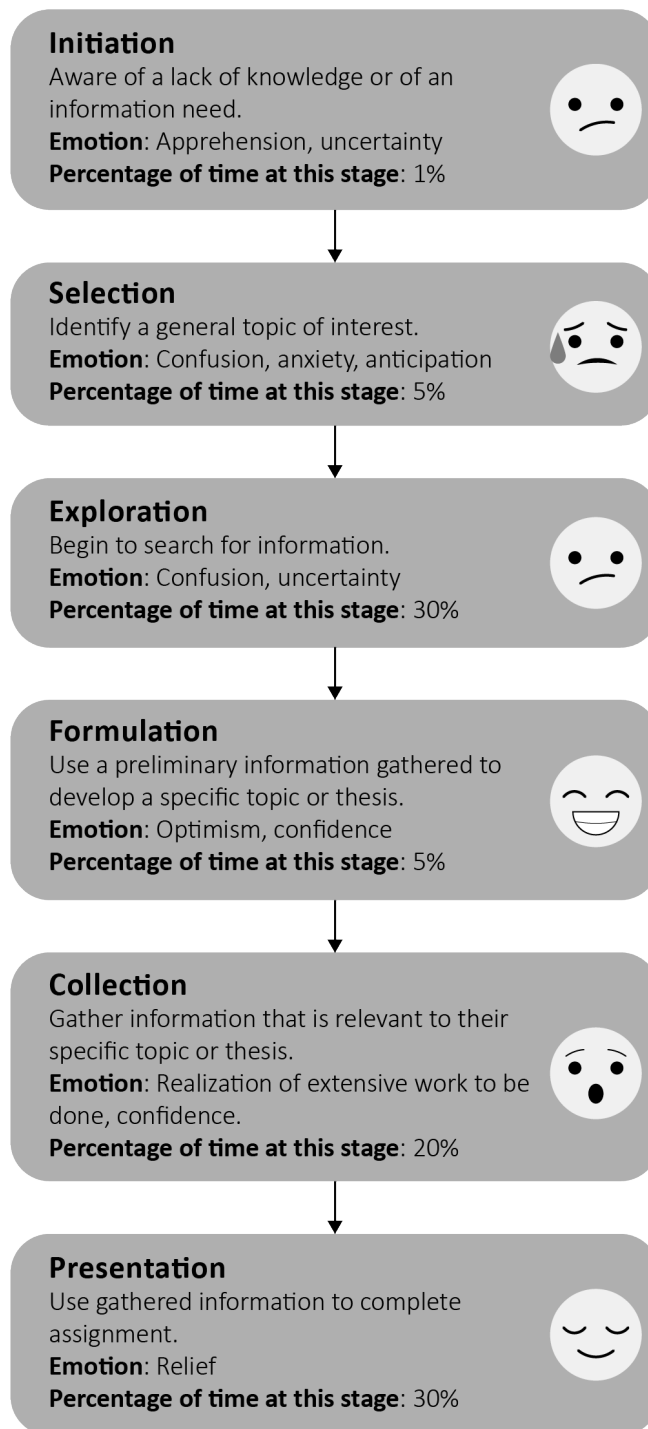 Initiation
Aware of a lack of knowledge or of an
information need.
Emotion: Apprehension, uncertainty
Percentage of time at this stage: 1%
Selection
Identify a general topic of interest.
Emotion: Confusion, anxiety, anticipation
Percentage of time at this stage: 5%
Exploration
Begin to search for information.
Emotion: Confusion, uncertainty
Percentage of time at this stage: 30%
Formulation
Use a preliminary information gathered to
develop a specific topic or thesis.
Emotion: Optimism, confidence
Percentage of time at this stage: 5%
Collection
Gather information that is relevant to their
specific topic or thesis.
Emotion: Realization of extensive work to be
done, confidence.
Percentage of time at this stage: 20%
Presentation
Use gathered information to complete
assignment.
Emotion: Relief
Percentage of time at this stage: 30%